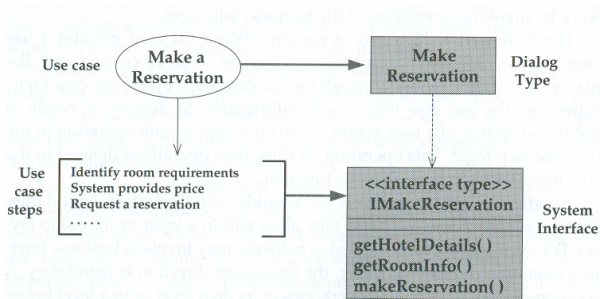 Use case
Make a
Reservation
Make
Reservation
Dialog
Type
Use
case
steps
Identify room requirements
System provides price
Request a reservation
. . . . .
<<interface type>>
IMakeReservation
getHotelDetails( )
getRoomInfo( )
makeReservation( )
System
Interface